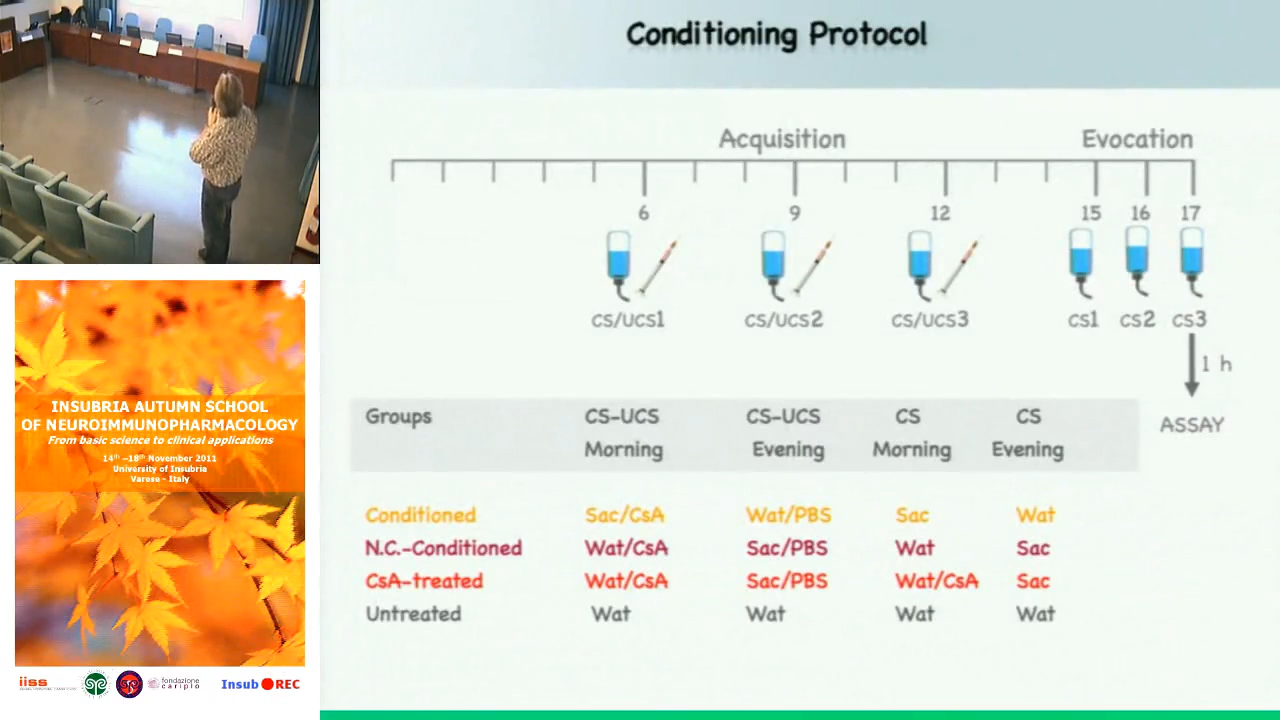 Conditioning Protocol
Acquisition
Evocation
6 9 12 15 16 17
CS/UCS1 CS/UCS2 CS/UCS3 CS1 CS2 CS3
1 h
ASSAY
Groups CS-UCS Morning CS-UCS Evening CS Morning CS Evening
Conditioned Sac/CsA Wat/PBS Sac Wat
N.C.-Conditioned Wat/CsA Sac/PBS Wat Sac
CsA-treated Wat/CsA Sac/PBS Wat/CsA Sac
Untreated Wat Wat Wat Wat
INSUBRIA AUTUMN SCHOOL
OF NEUROIMMUNOPHARMACOLOGY
From basic science to clinical applications
14th –18th November 2011
University of Insubria
Varese - Italy
iiss
fondazione
cariplo
Insub REC